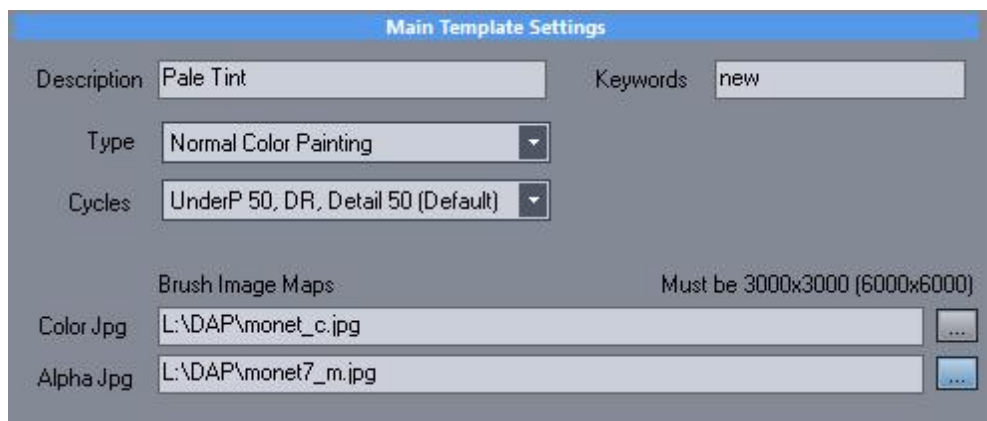 Main Template Settings
Description Pale Tint Keywords new
Type Normal Color Painting
Cycles UnderP 50, DR, Detail 50 (Default)
Brush Image Maps Must be 3000x3000 (6000x6000)
Color Jpg L:\DAP\monet_c.jpg ...
Alpha Jpg L:\DAP\monet7_m.jpg ...